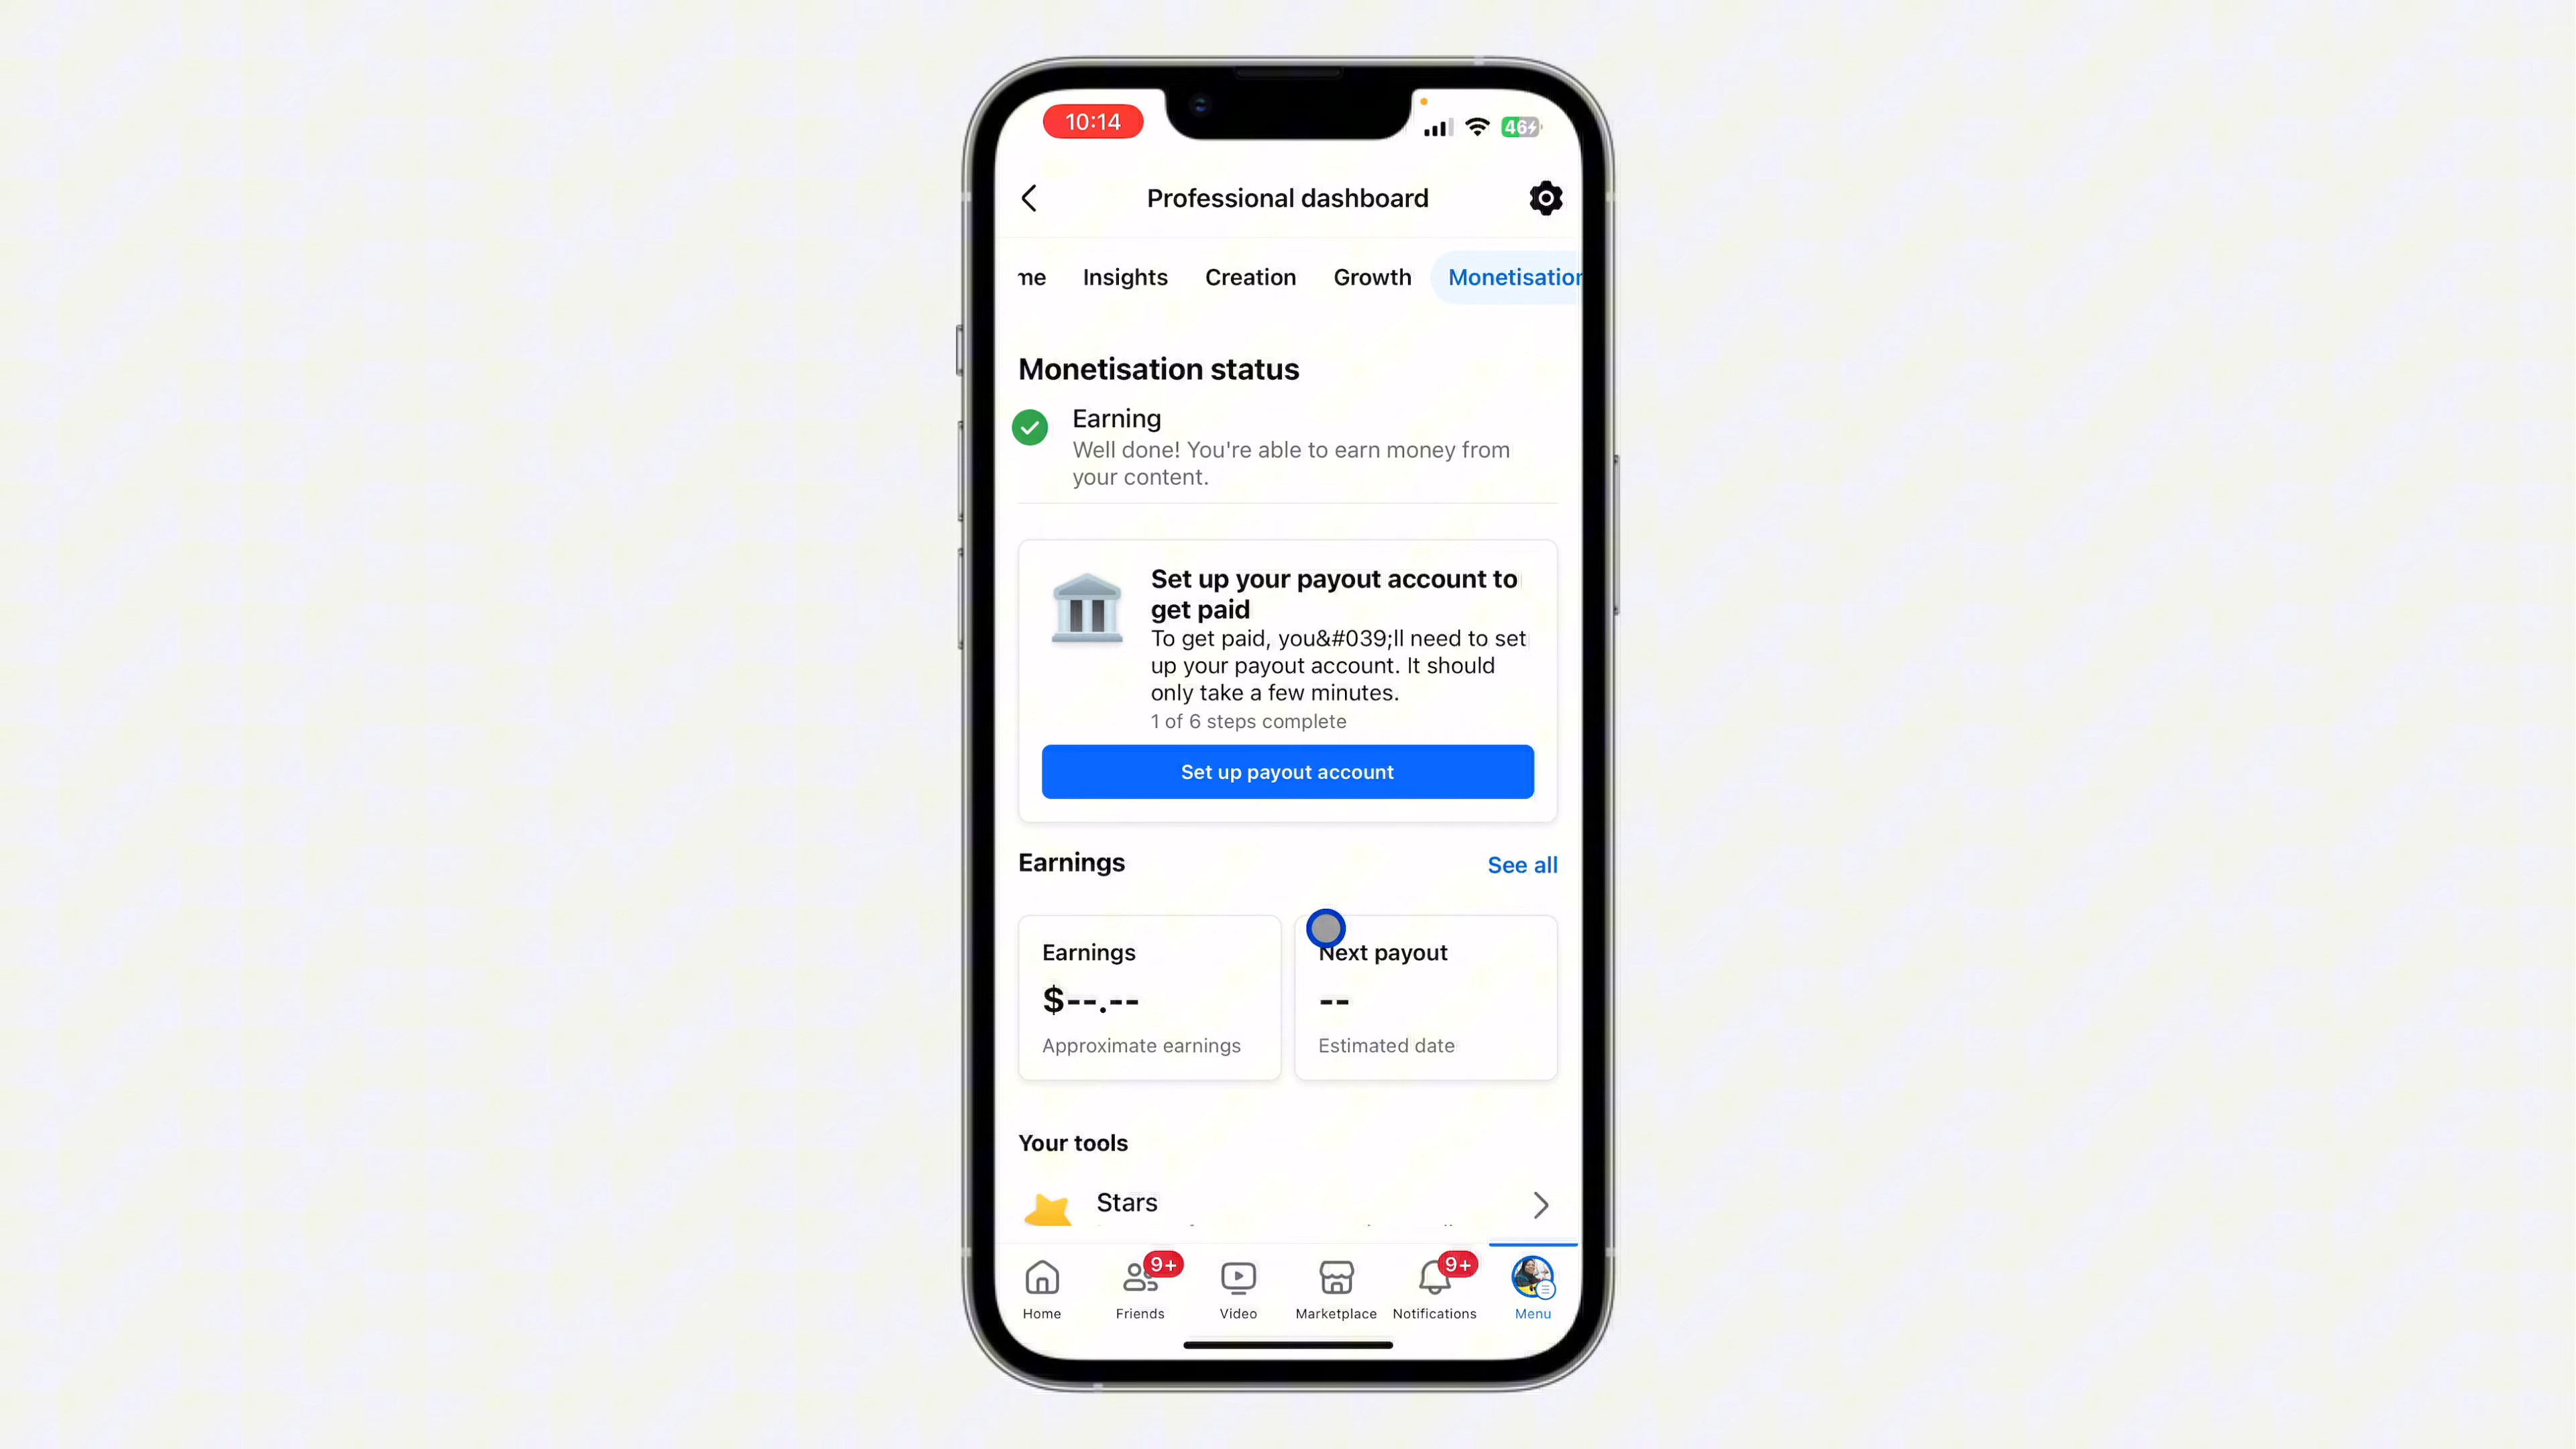 10:14
46
Professional dashboard
me Insights Creation Growth Monetisation
Monetisation status
Earning
Well done! You're able to earn money from
your content.
Set up your payout account to
get paid
To get paid, you&#039;ll need to set
up your payout account. It should
only take a few minutes.
1 of 6 steps complete
Set up payout account
Earnings See all
Earnings
$--.--
Approximate earnings
Next payout
--
Estimated date
Your tools
Stars
9+ 9+
Home Friends Video Marketplace Notifications Menu